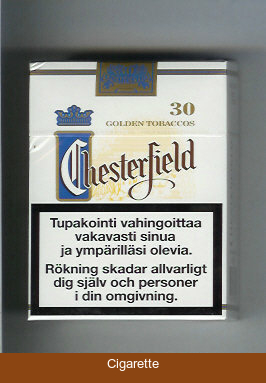 30
GOLDEN TOBACCOS
Chesterfield
Tupakointi vahingoittaa
vakavasti sinua
ja ympärilläsi olevia.
Rökning skadar allvarligt
dig själv och personer
i din omgivning.
Cigarette